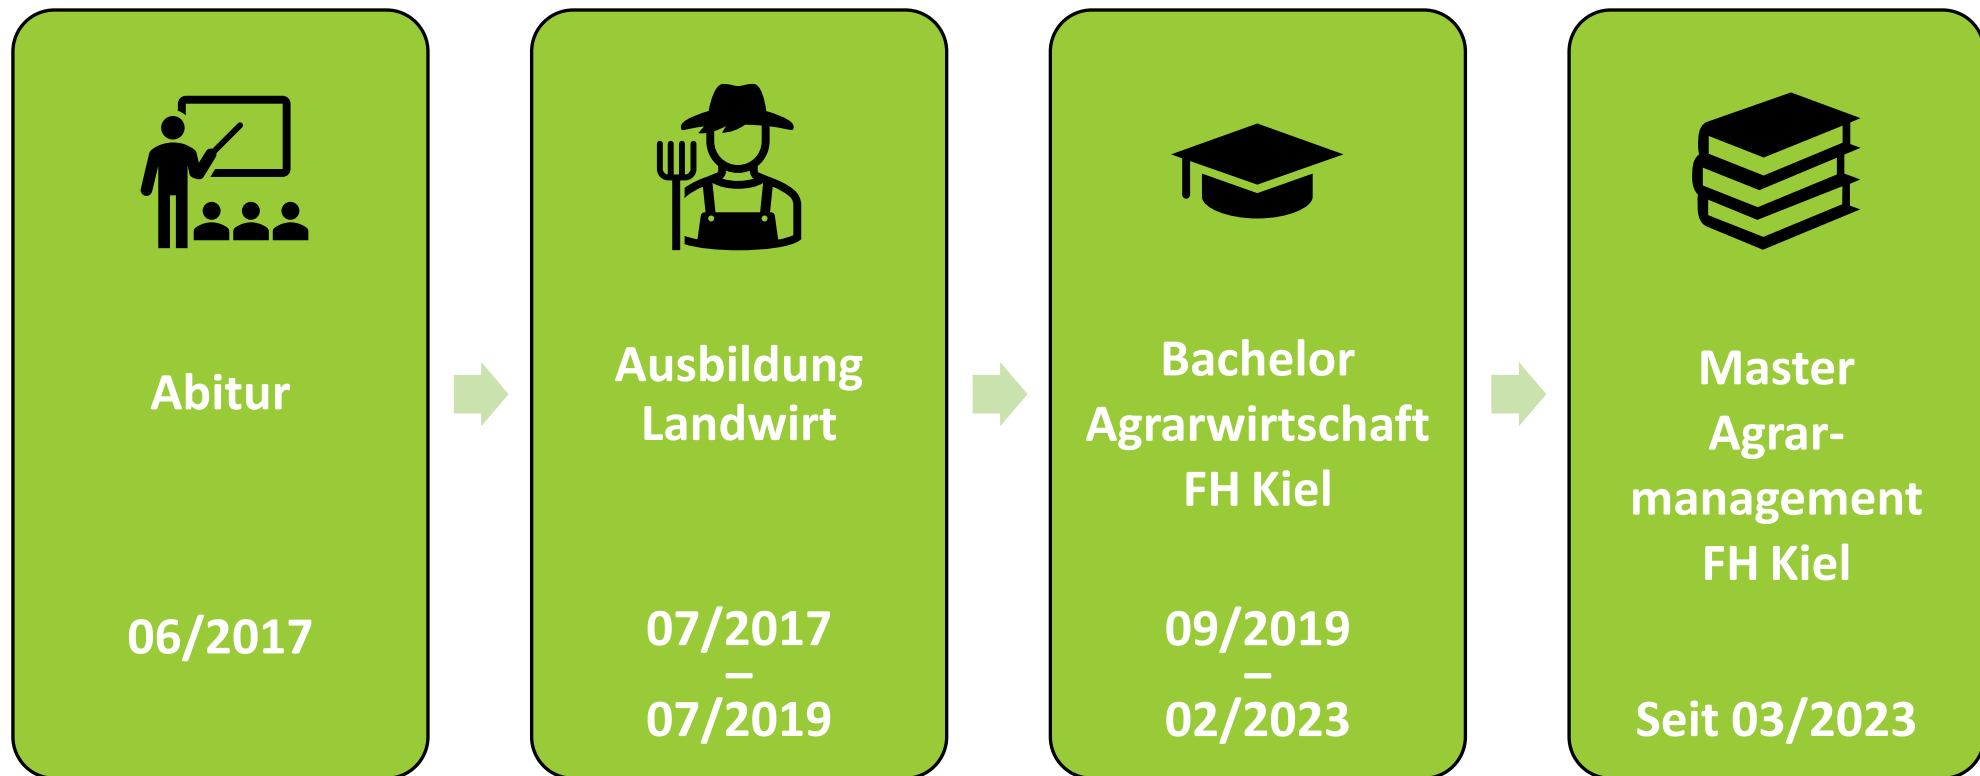 Abitur
06/2017
Ausbildung
Landwirt
07/2017
–
07/2019
Bachelor
Agrarwirtschaft
FH Kiel
09/2019
–
02/2023
Master
Agrar-
management
FH Kiel
Seit 03/2023